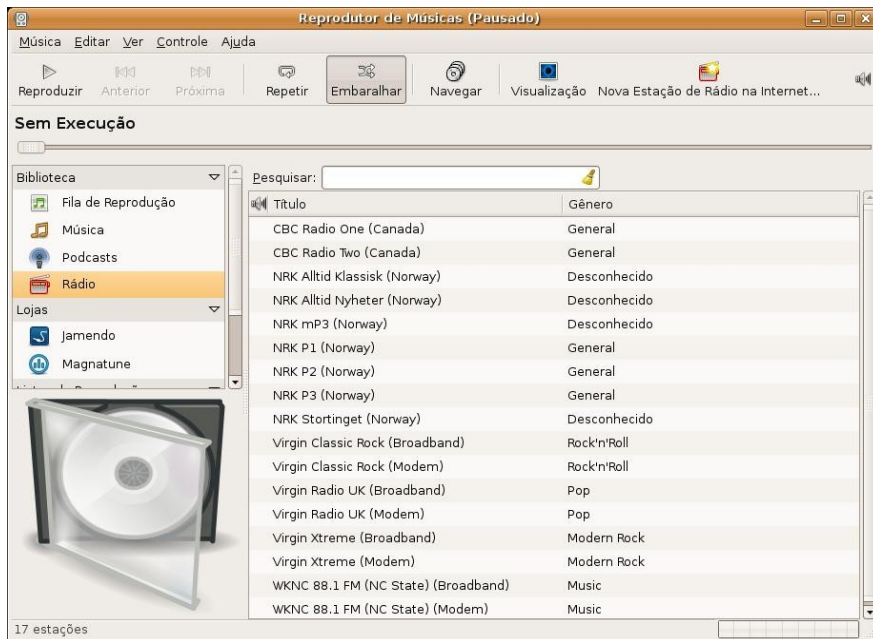 Reprodutor de Músicas (Pausado)
Música Editar Ver Controle Ajuda
Reproduzir Anterior Próxima Repetir Embaralhar Navegar Visualização Nova Estação de Rádio na Internet...
Sem Execução
Biblioteca
Fila de Reprodução
Música
Podcasts
Rádio
Lojas
Jamendo
Magnatune
Pesquisar:
Título Gênero
CBC Radio One (Canada) General
CBC Radio Two (Canada) General
NRK Alltid Klassisk (Norway) Desconhecido
NRK Alltid Nyheter (Norway) Desconhecido
NRK mP3 (Norway) Desconhecido
NRK P1 (Norway) General
NRK P2 (Norway) General
NRK P3 (Norway) General
NRK Stortinget (Norway) Desconhecido
Virgin Classic Rock (Broadband) Rock'n'Roll
Virgin Classic Rock (Modem) Rock'n'Roll
Virgin Radio UK (Broadband) Pop
Virgin Radio UK (Modem) Pop
Virgin Xtreme (Broadband) Modern Rock
Virgin Xtreme (Modem) Modern Rock
WKNC 88.1 FM (NC State) (Broadband) Music
WKNC 88.1 FM (NC State) (Modem) Music
17 estações